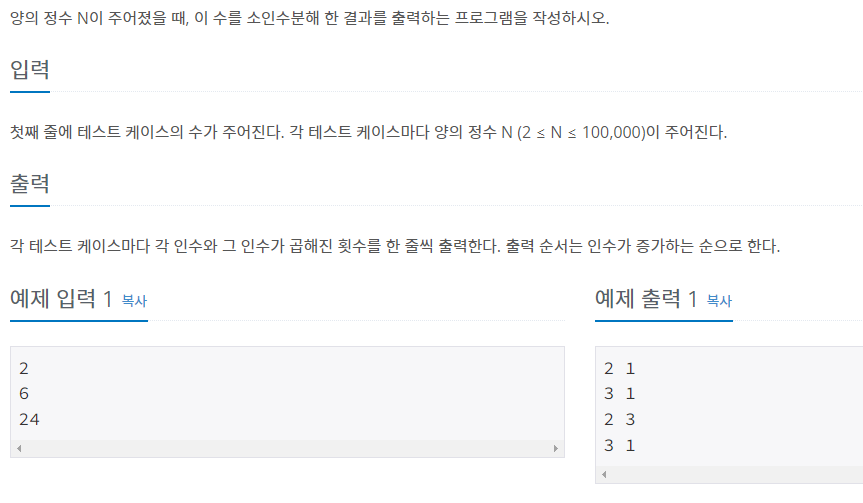 양의 정수 N이 주어졌을 때, 이 수를 소인수분해 한 결과를 출력하는 프로그램을 작성하시오.
입력
첫째 줄에 테스트 케이스의 수가 주어진다. 각 테스트 케이스마다 양의 정수 N (2 ≤ N ≤ 100,000)이 주어진다.
출력
각 테스트 케이스마다 각 인수와 그 인수가 곱해진 횟수를 한 줄씩 출력한다. 출력 순서는 인수가 증가하는 순으로 한다.
예제 입력 1 복사
2
6
24
예제 출력 1 복사
2 1
3 1
2 3
3 1